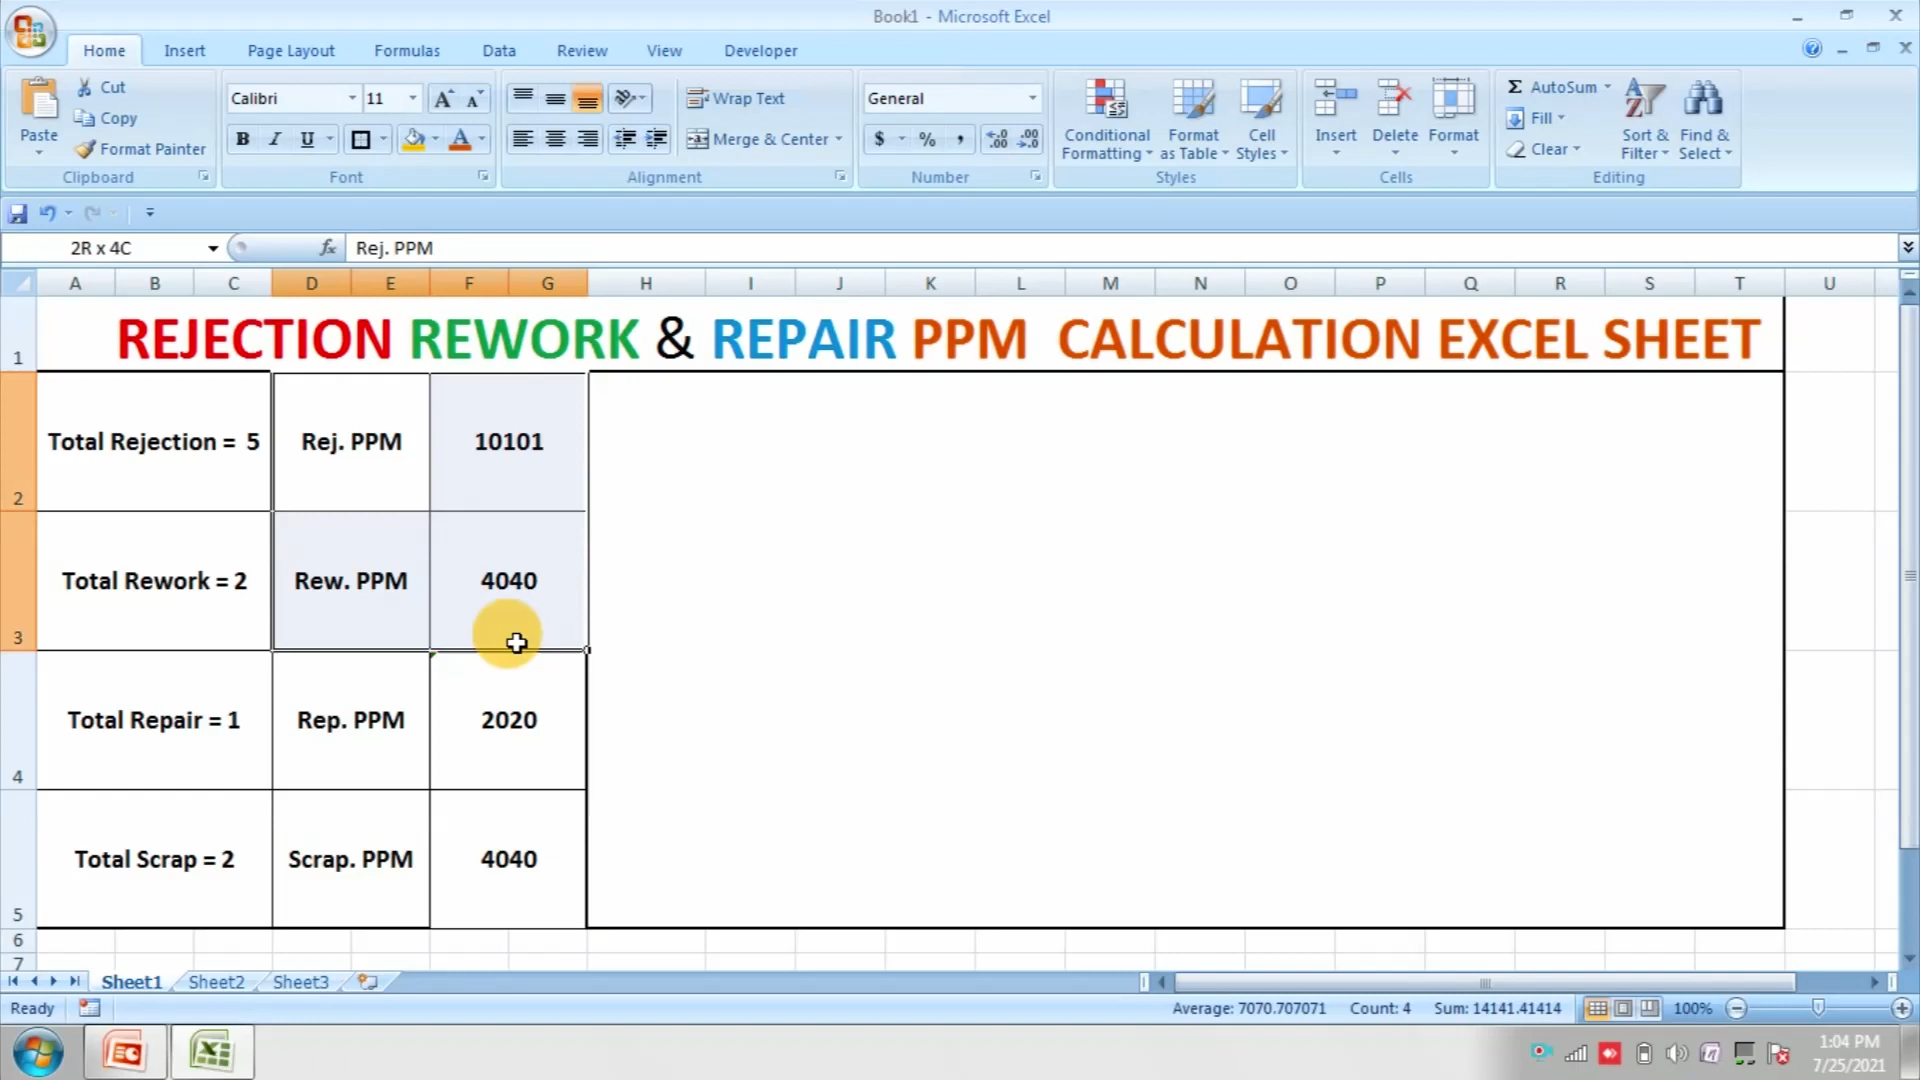 Book1 - Microsoft Excel
Home Insert Page Layout Formulas Data Review View Developer
Paste
Cut
Copy
Format Painter
Clipboard
Calibri 11
B I U
Font
Wrap Text
Merge & Center
Alignment
General
$ % ,
Number
Conditional Formatting
Format as Table
Cell Styles
Styles
Insert Delete Format
Cells
Σ AutoSum
Fill
Clear
Sort & Filter
Find & Select
Editing
2R x 4C fx Rej. PPM
A B C D E F G H I J K L M N O P Q R S T U
1 REJECTION REWORK & REPAIR PPM CALCULATION EXCEL SHEET
2 Total Rejection = 5 Rej. PPM 10101
3 Total Rework = 2 Rew. PPM 4040
4 Total Repair = 1 Rep. PPM 2020
5 Total Scrap = 2 Scrap. PPM 4040
6
7
Sheet1 Sheet2 Sheet3
Ready Average: 7070.707071 Count: 4 Sum: 14141.41414 100%
1:04 PM
7/25/2021